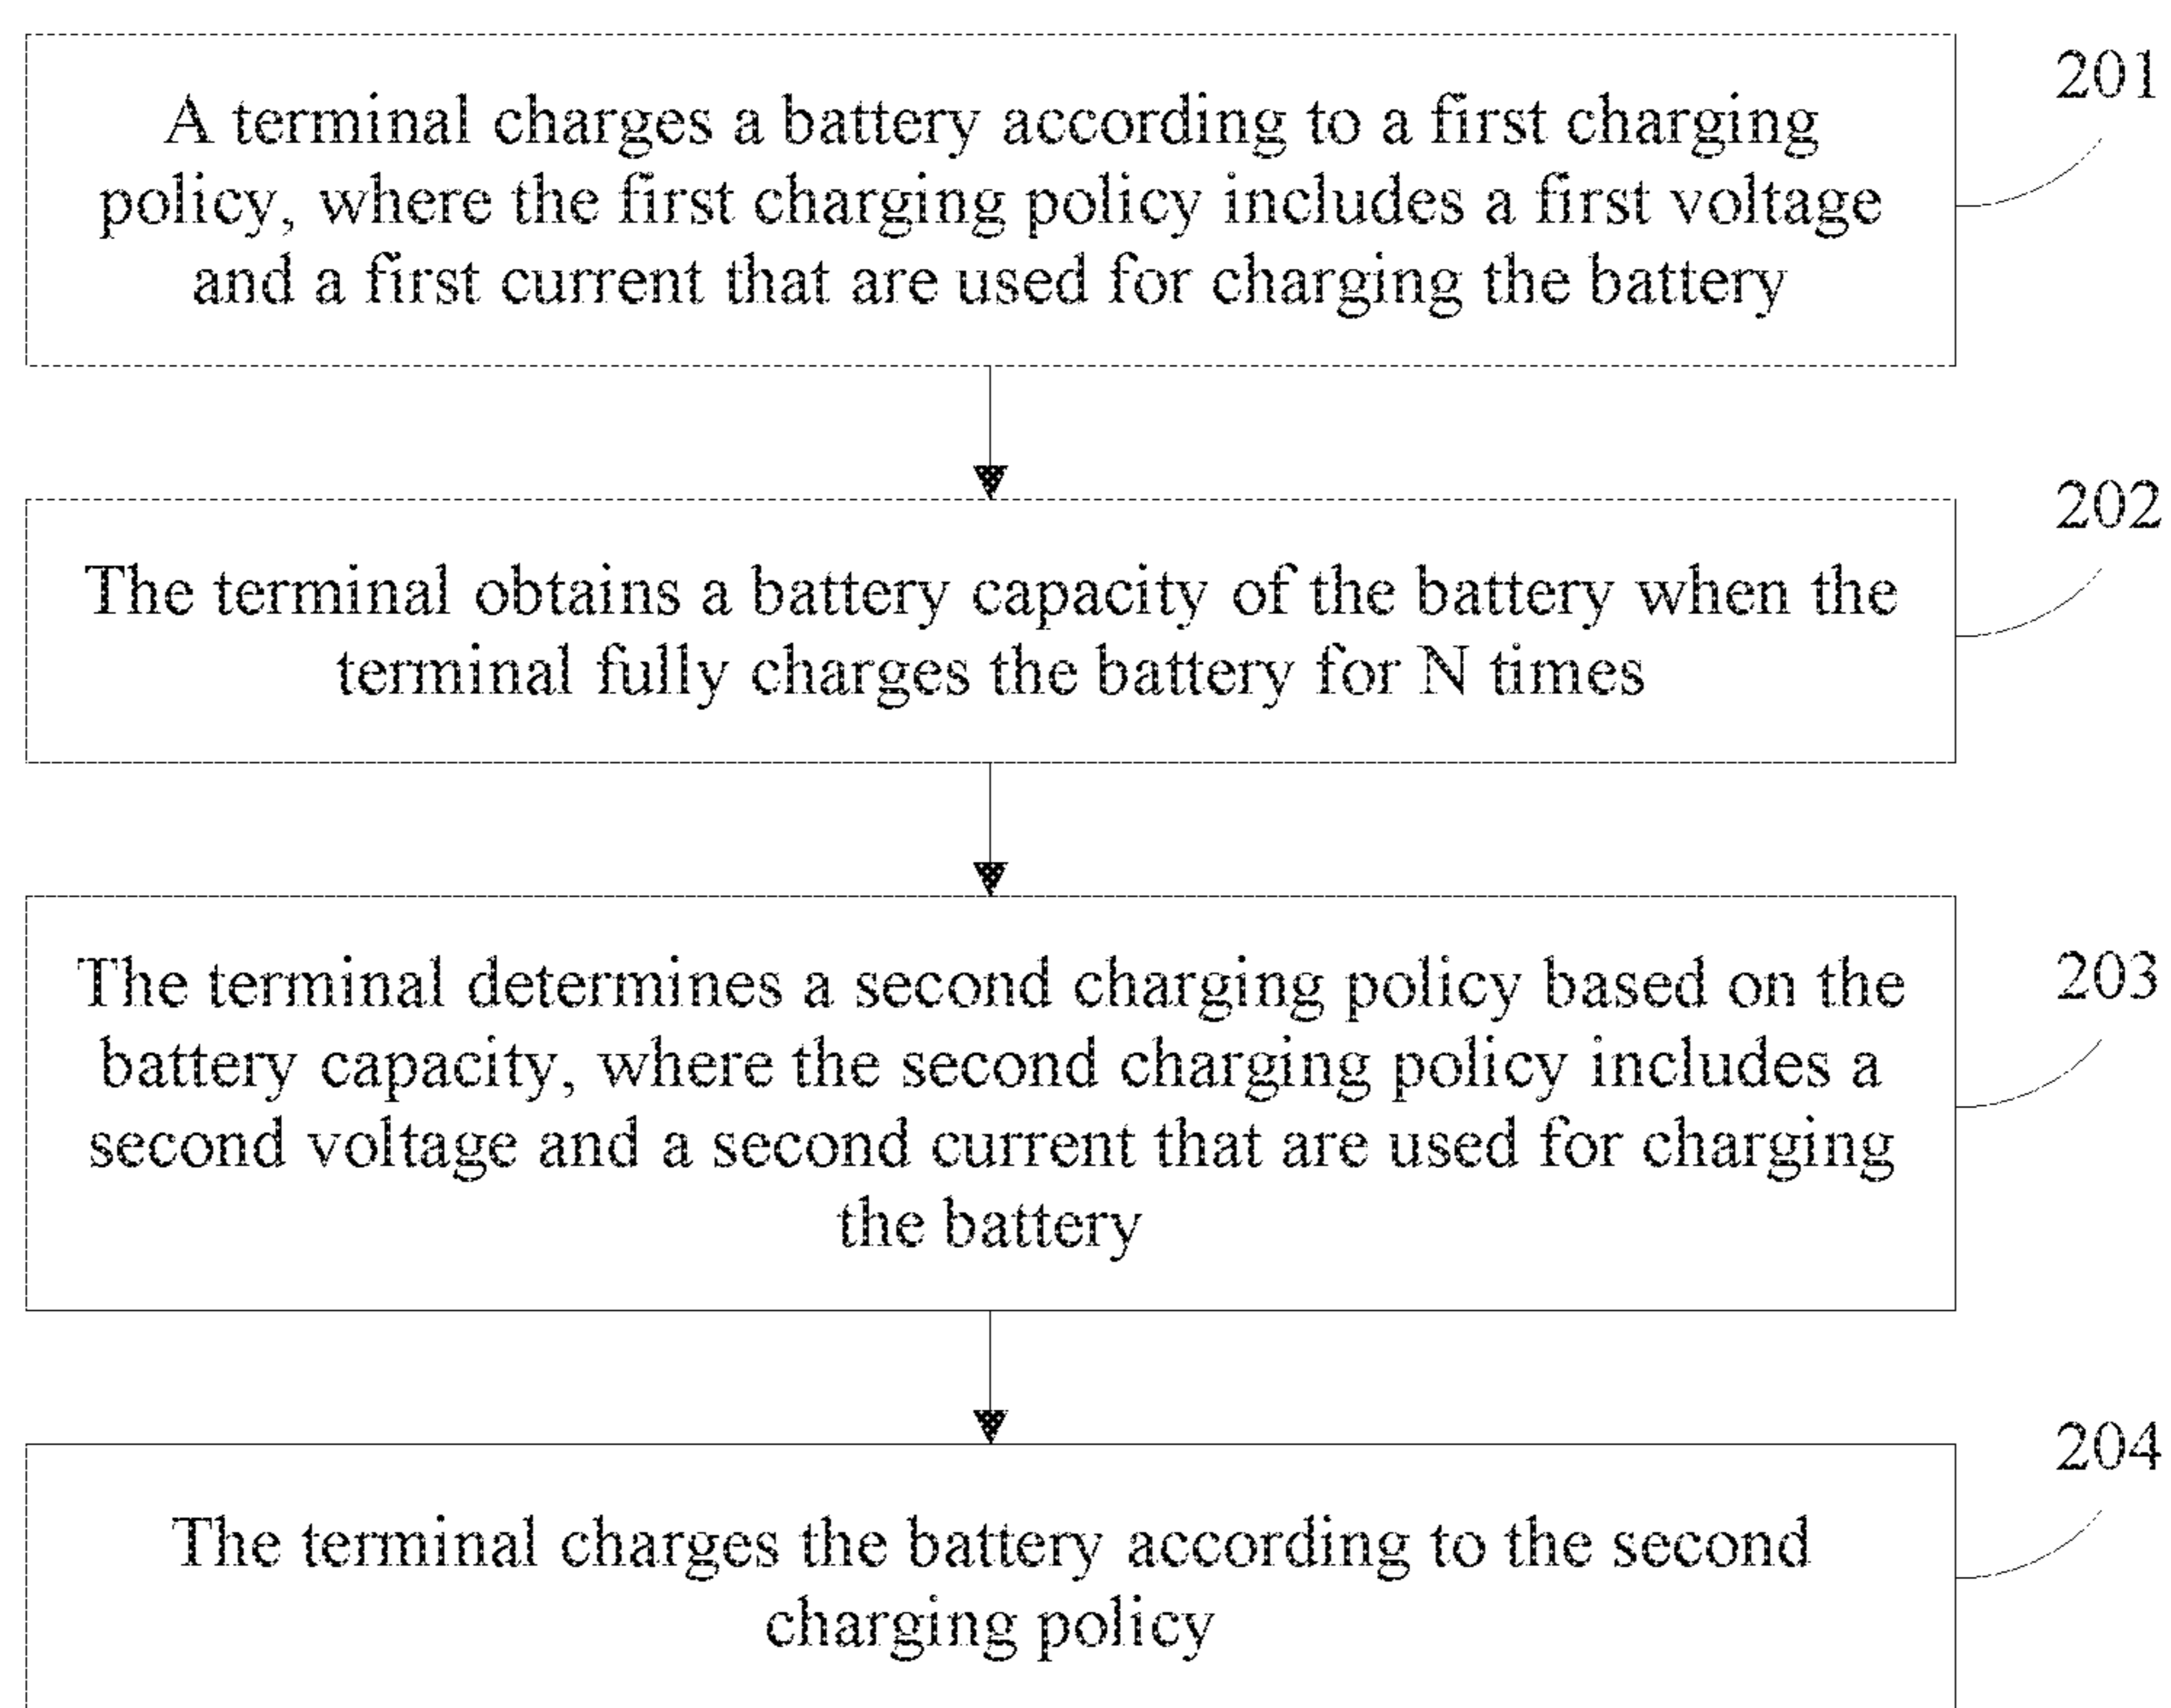 A terminal charges a battery according to a first charging
policy, where the first charging policy includes a first voltage
and a first current that are used for charging the battery
201
The terminal obtains a battery capacity of the battery when the
terminal fully charges the battery for N times
202
The terminal determines a second charging policy based on the
battery capacity, where the second charging policy includes a
second voltage and a second current that are used for charging
the battery
203
The terminal charges the battery according to the second
charging policy
204